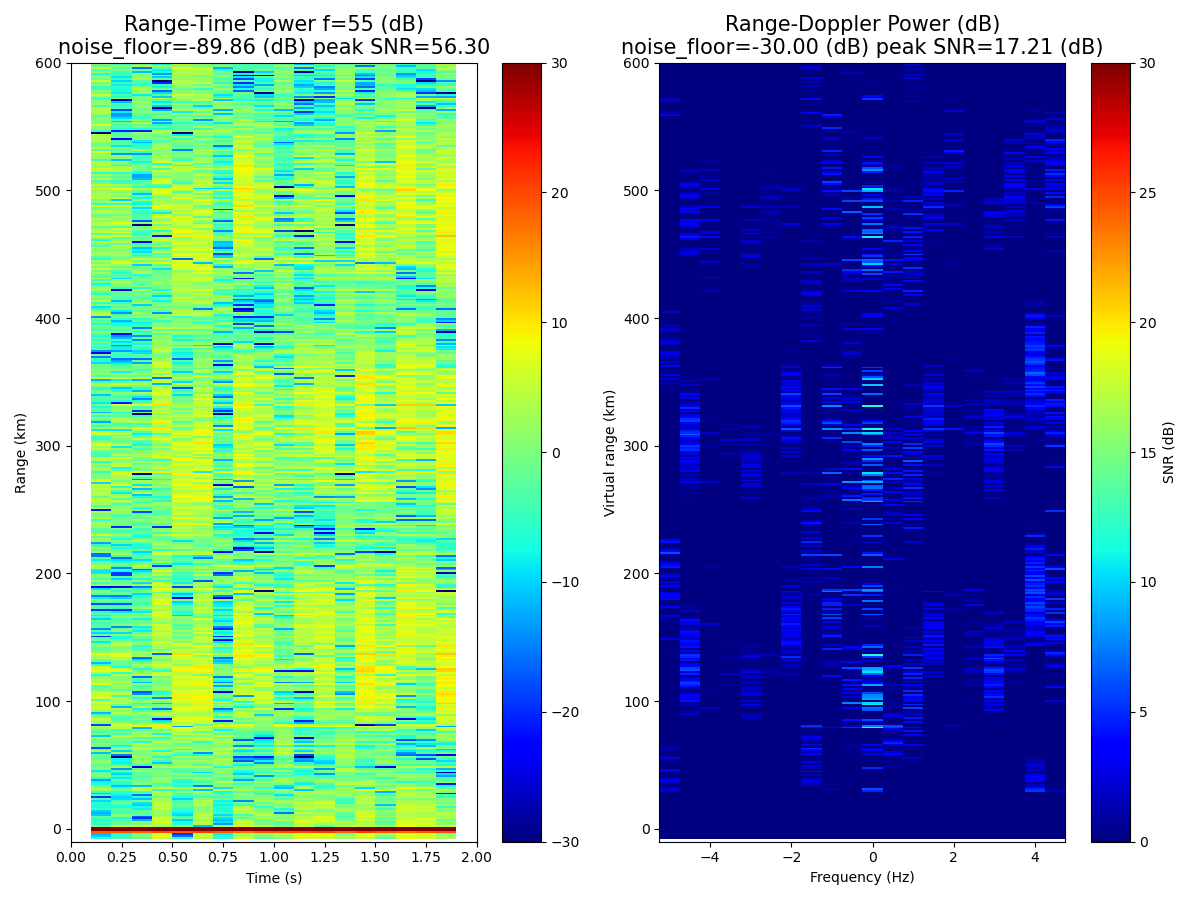 Range-Time Power f=55 (dB)
noise_floor=-89.86 (dB) peak SNR=56.30
600
500
400
300
200
100
0
Range (km)
0.00 0.25 0.50 0.75 1.00 1.25 1.50 1.75 2.00
Time (s)
30
20
10
0
−10
−20
−30
Range-Doppler Power (dB)
noise_floor=-30.00 (dB) peak SNR=17.21 (dB)
600
500
400
300
200
100
0
Virtual range (km)
−4 −2 0 2 4
Frequency (Hz)
30
25
20
15
10
5
0
SNR (dB)